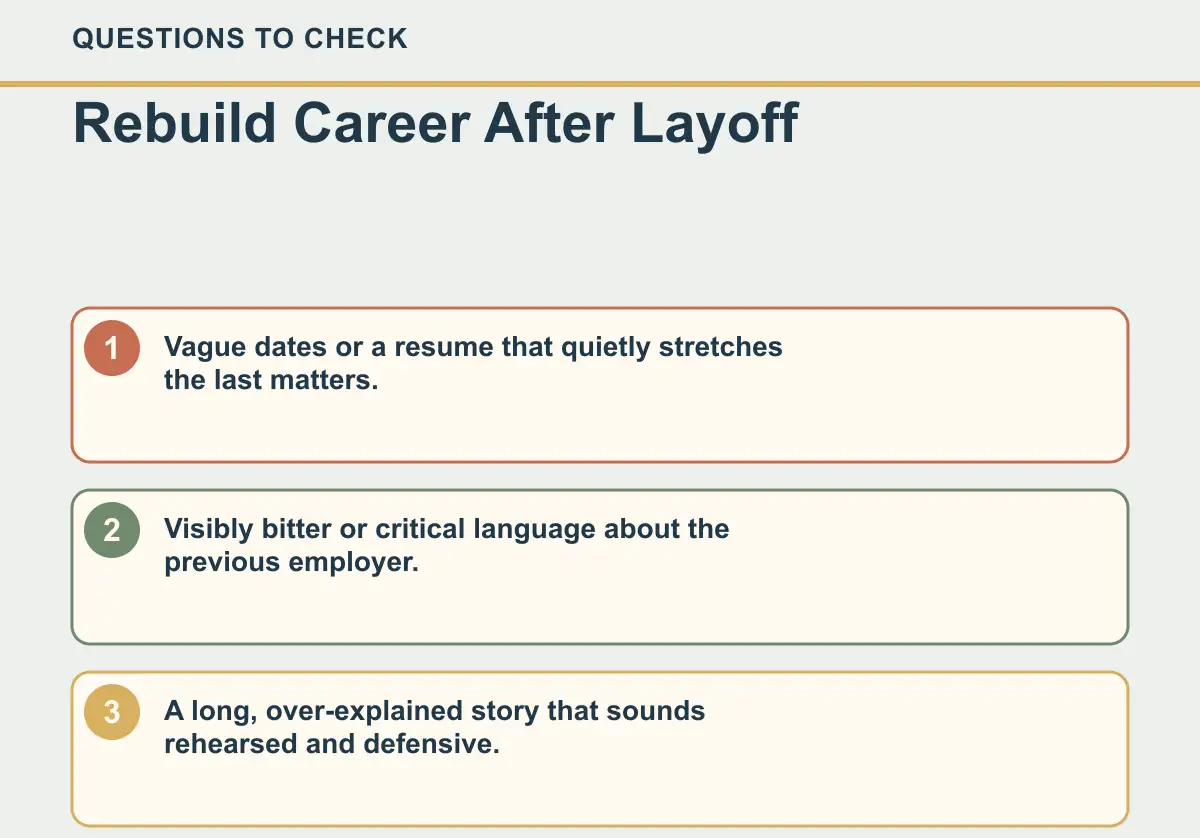 QUESTIONS TO CHECK
Rebuild Career After Layoff
1
Vague dates or a resume that quietly stretches
the last matters.
2
Visibly bitter or critical language about the
previous employer.
3
A long, over-explained story that sounds
rehearsed and defensive.